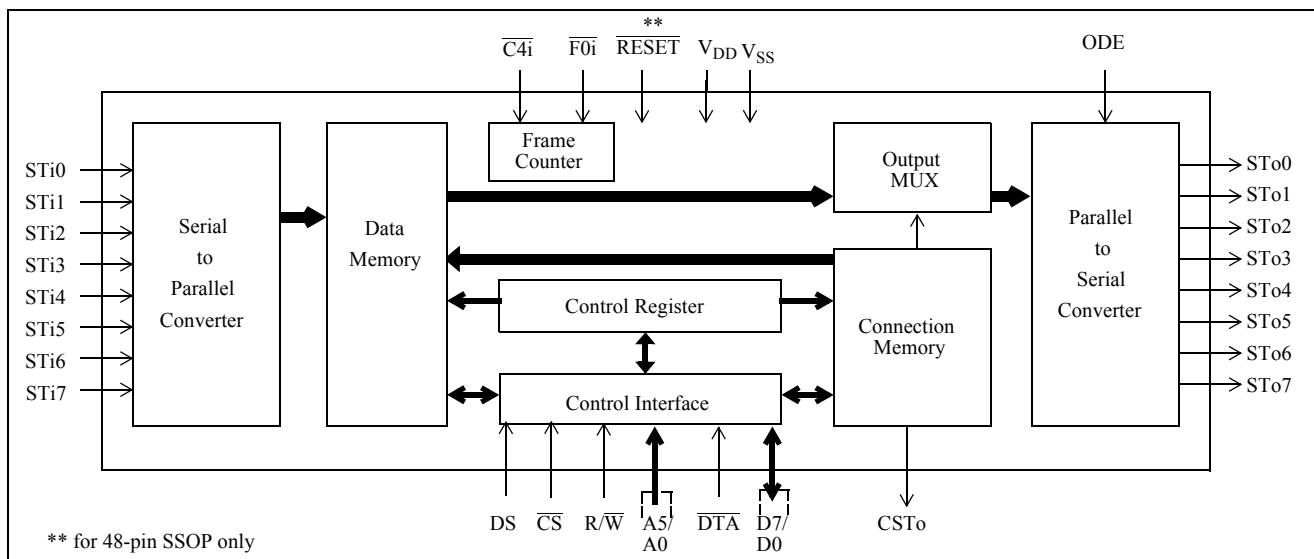 **
C4i F0i RESET VDD VSS ODE
Frame
Counter
Output
MUX
STi0
STi1
STi2
STi3
STi4
STi5
STi6
STi7
Serial
to
Parallel
Converter
Data
Memory
Control Register
Control Interface
Connection
Memory
Parallel
to
Serial
Converter
STo0
STo1
STo2
STo3
STo4
STo5
STo6
STo7
DS CS R/W A5/
A0 DTA D7/
D0 CSTo
** for 48-pin SSOP only